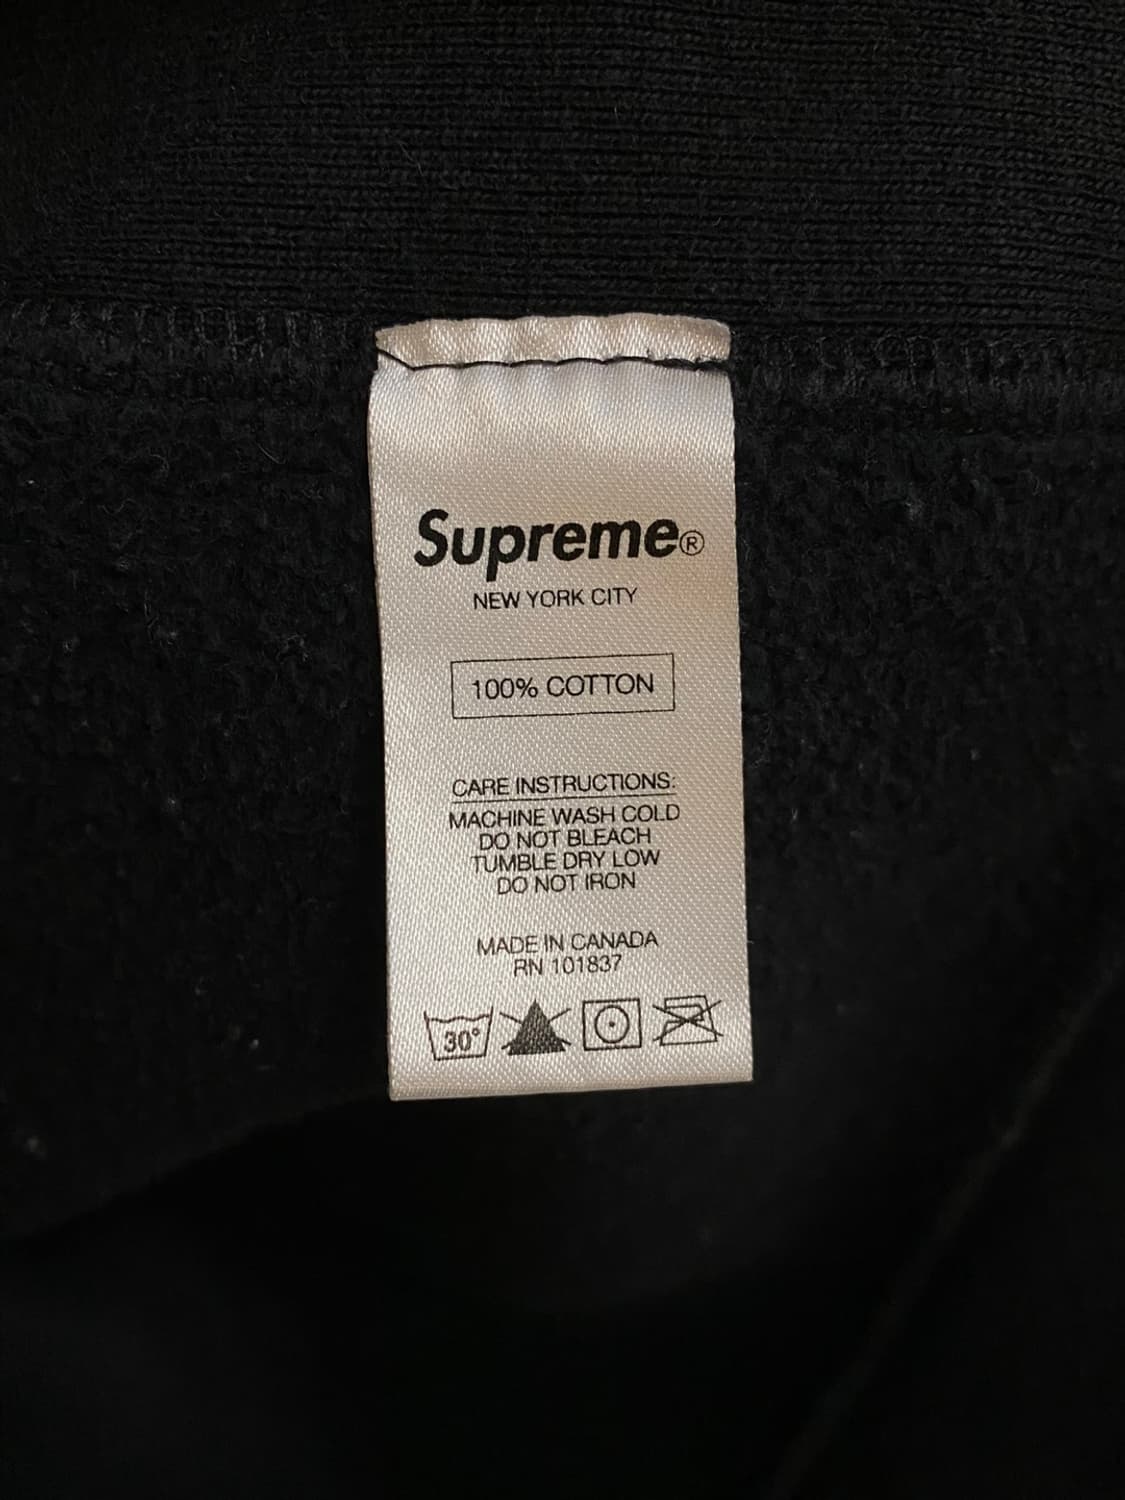 Supreme®
NEW YORK CITY
100% COTTON
CARE INSTRUCTIONS:
MACHINE WASH COLD
DO NOT BLEACH
TUMBLE DRY LOW
DO NOT IRON
MADE IN CANADA
RN 101837
30°